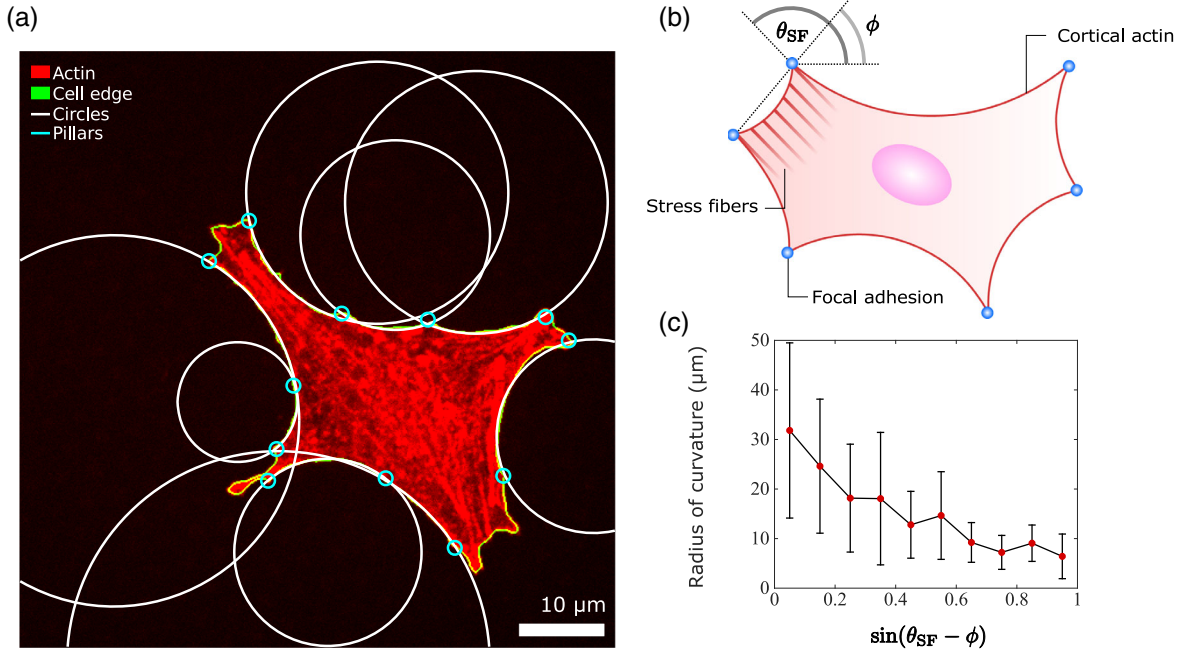 (a)
Actin
Cell edge
Circles
Pillars
10 μm
(b)
θSF
ϕ
Cortical actin
Stress fibers
Focal adhesion
(c)
Radius of curvature (μm)
50
40
30
20
10
0
0 0.2 0.4 0.6 0.8 1
sin(θSF − ϕ)